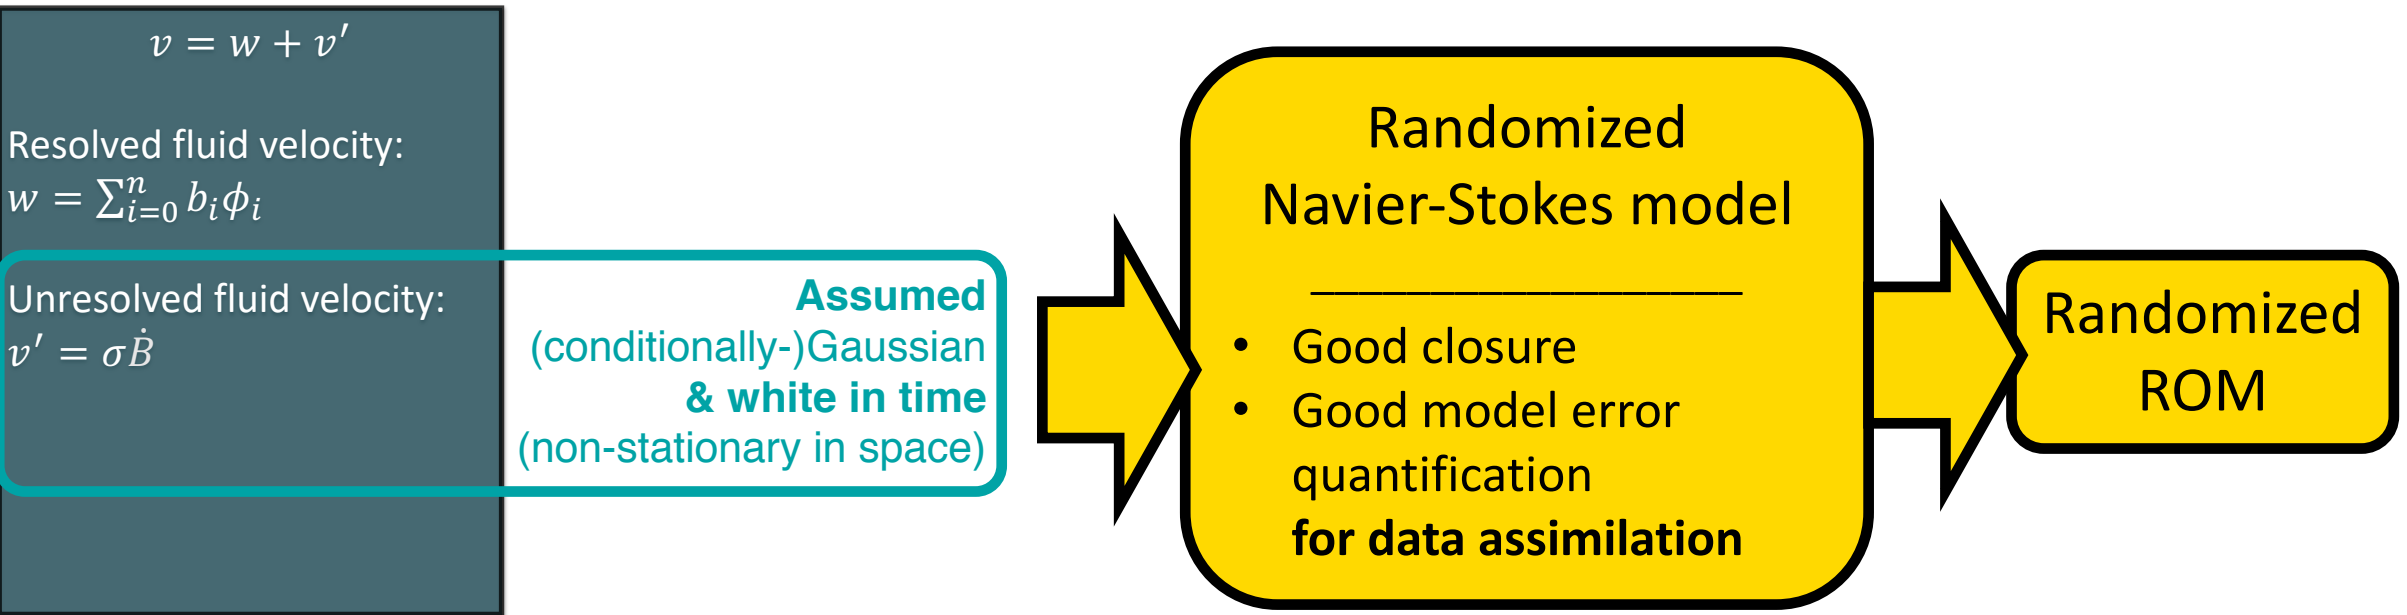 v = w + v′
Resolved fluid velocity:
w = ∑ⁿᵢ₌₀ bᵢϕᵢ
Unresolved fluid velocity:
v′ = σḂ
Assumed
(conditionally-)Gaussian
& white in time
(non-stationary in space)
Randomized
Navier-Stokes model
• Good closure
• Good model error
quantification
for data assimilation
Randomized
ROM